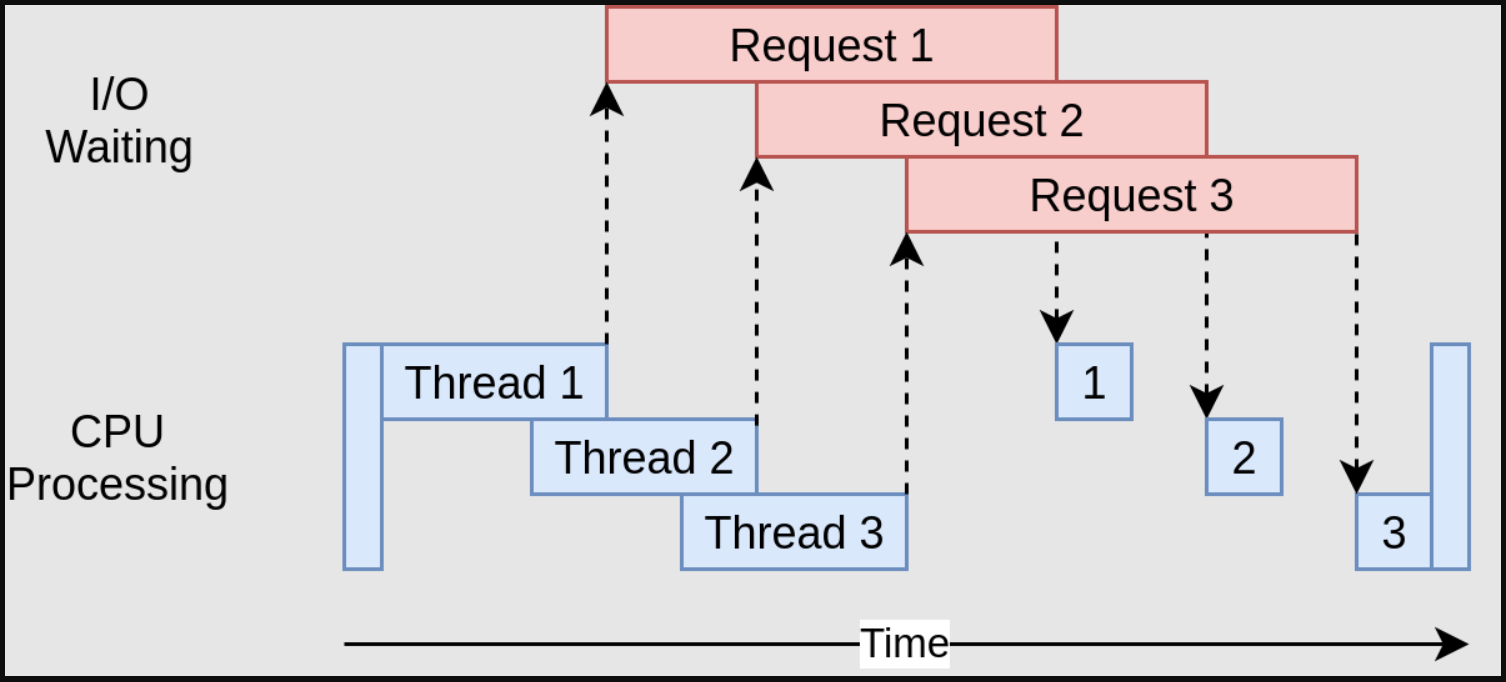 Request 1
I/O
Waiting
Request 2
Request 3
Thread 1
1
CPU
Processing
Thread 2
2
Thread 3
3
Time